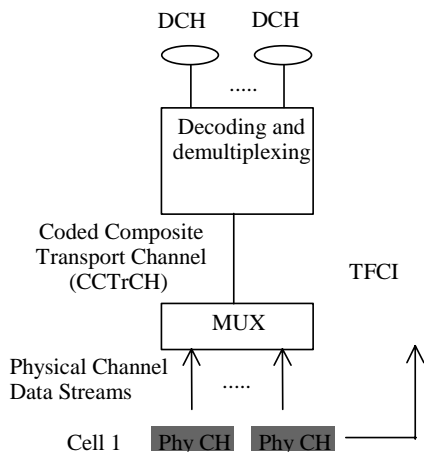 DCH DCH
.....
Decoding and
demultiplexing
Coded Composite
Transport Channel
(CCTrCH)
TFCI
MUX
Physical Channel
Data Streams
.....
Cell 1 Phy CH Phy CH